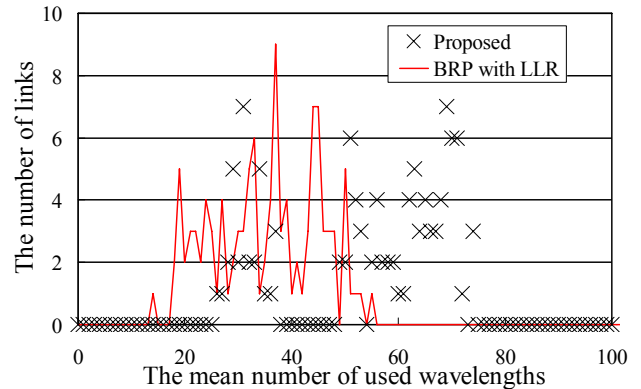 10
Proposed
BRP with LLR
8
6
4
2
0
The number of links
0 20 40 60 80 100
The mean number of used wavelengths